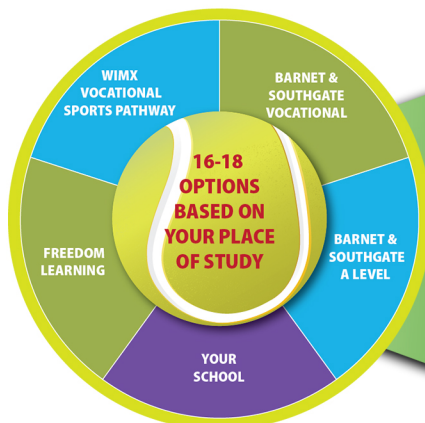 WIMX
VOCATIONAL
SPORTS PATHWAY
BARNET &
SOUTHGATE
VOCATIONAL
16-18
OPTIONS
BASED ON
YOUR PLACE
OF STUDY
FREEDOM
LEARNING
BARNET &
SOUTHGATE
A LEVEL
YOUR
SCHOOL